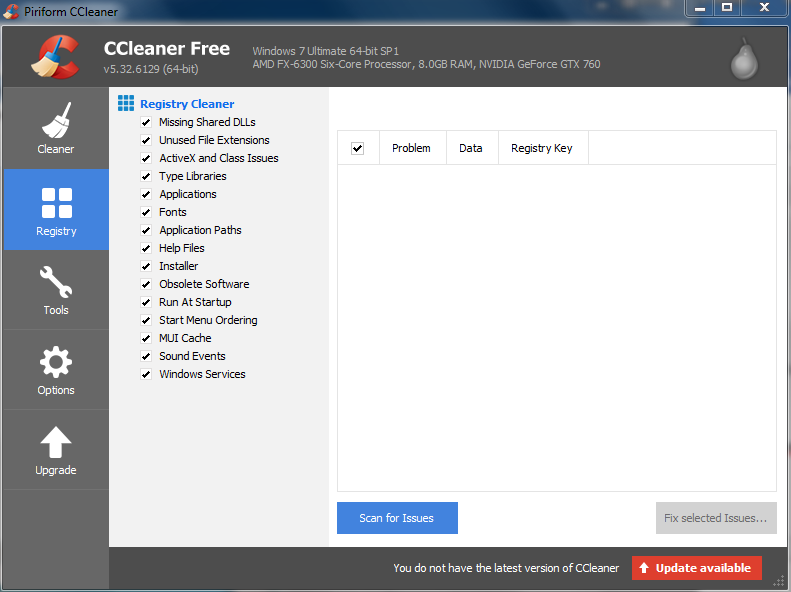 Piriform CCleaner
CCleaner Free
v5.32.6129 (64-bit)
Windows 7 Ultimate 64-bit SP1
AMD FX-6300 Six-Core Processor, 8.0GB RAM, NVIDIA GeForce GTX 760
Cleaner
Registry
Tools
Options
Upgrade
Registry Cleaner
Missing Shared DLLs
Unused File Extensions
ActiveX and Class Issues
Type Libraries
Applications
Fonts
Application Paths
Help Files
Installer
Obsolete Software
Run At Startup
Start Menu Ordering
MUI Cache
Sound Events
Windows Services
Problem Data Registry Key
Scan for Issues
Fix selected Issues...
You do not have the latest version of CCleaner
Update available